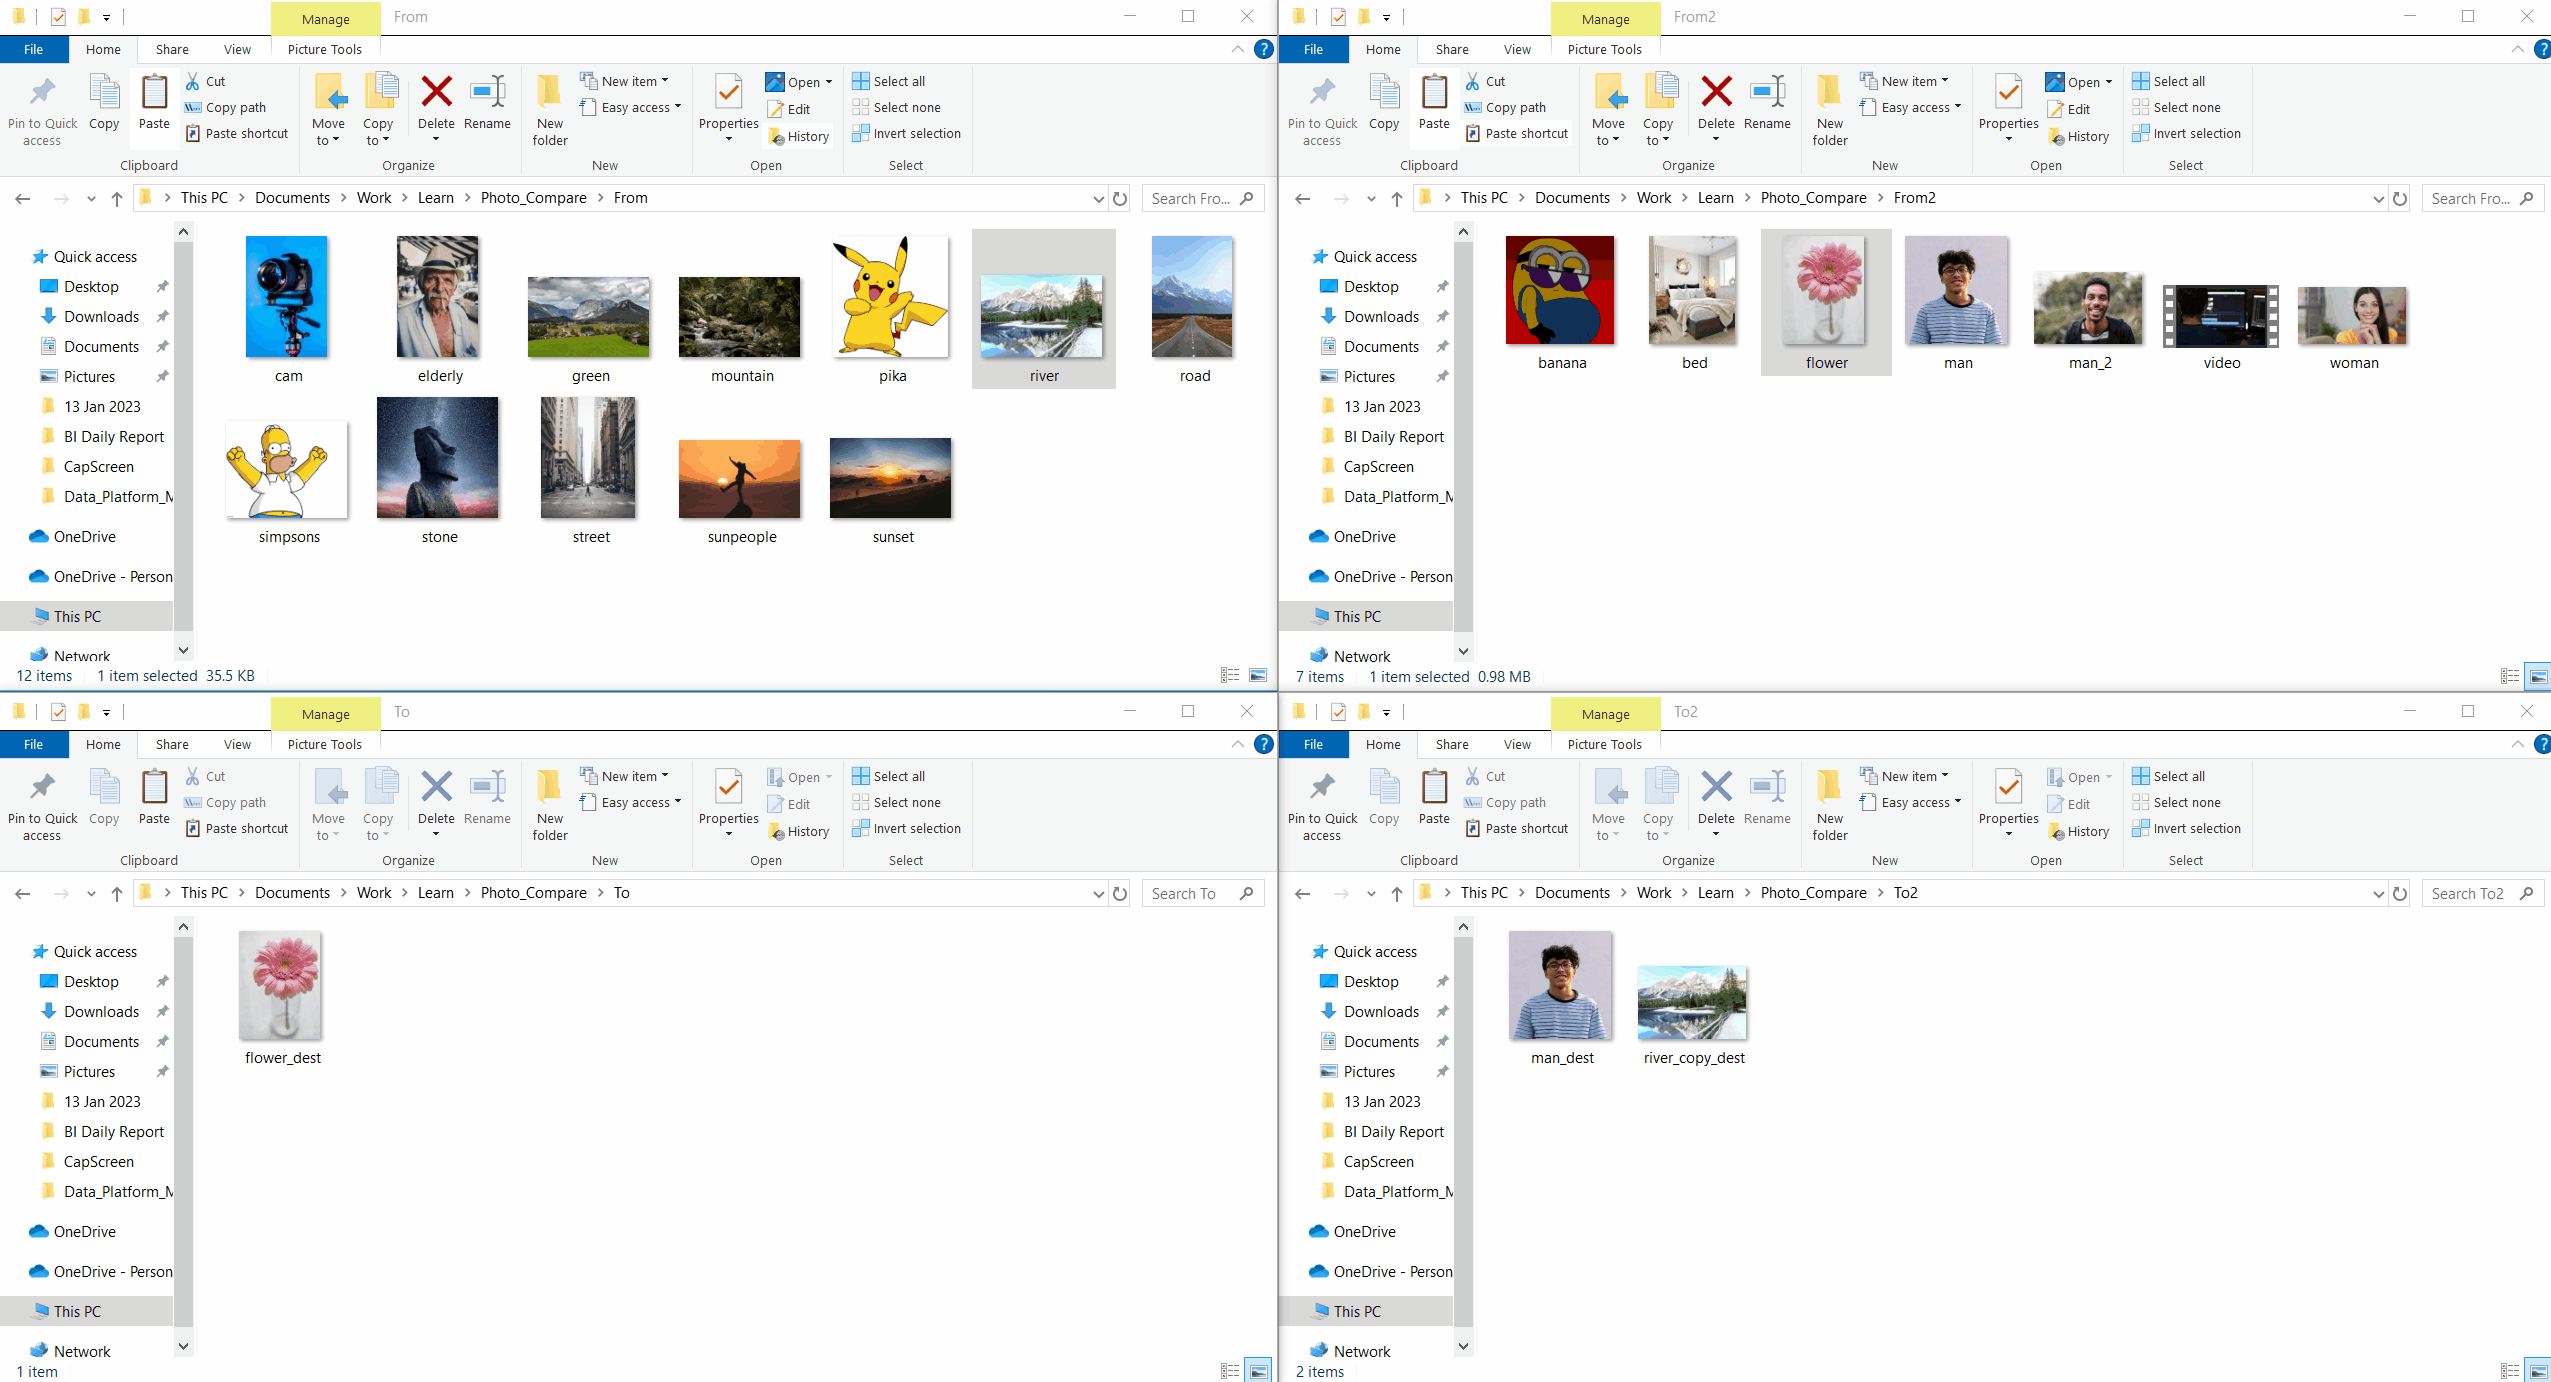 Manage From
File Home Share View Picture Tools
Pin to Quick access
Copy
Paste
Cut
Copy path
Paste shortcut
Move to
Copy to
Delete
Rename
New folder
New item
Easy access
Properties
Open
Edit
History
Select all
Select none
Invert selection
Clipboard Organize New Open Select
This PC Documents Work Learn Photo_Compare From
Search Fro...
Quick access
Desktop
Downloads
Documents
Pictures
13 Jan 2023
BI Daily Report
CapScreen
Data_Platform_M
OneDrive
OneDrive - Person
This PC
Network
cam elderly green mountain pika river road
simpsons stone street sunpeople sunset
12 items 1 item selected 35.5 KB
Manage From2
File Home Share View Picture Tools
Pin to Quick access
Copy
Paste
Cut
Copy path
Paste shortcut
Move to
Copy to
Delete
Rename
New folder
New item
Easy access
Properties
Open
Edit
History
Select all
Select none
Invert selection
Clipboard Organize New Open Select
This PC Documents Work Learn Photo_Compare From2
Search Fro...
Quick access
Desktop
Downloads
Documents
Pictures
13 Jan 2023
BI Daily Report
CapScreen
Data_Platform_M
OneDrive
OneDrive - Person
This PC
Network
banana bed flower man man_2 video woman
7 items 1 item selected 0.98 MB
Manage To
File Home Share View Picture Tools
Pin to Quick access
Copy
Paste
Cut
Copy path
Paste shortcut
Move to
Copy to
Delete
Rename
New folder
New item
Easy access
Properties
Open
Edit
History
Select all
Select none
Invert selection
Clipboard Organize New Open Select
This PC Documents Work Learn Photo_Compare To
Search To
Quick access
Desktop
Downloads
Documents
Pictures
13 Jan 2023
BI Daily Report
CapScreen
Data_Platform_M
OneDrive
OneDrive - Person
This PC
Network
flower_dest
1 item
Manage To2
File Home Share View Picture Tools
Pin to Quick access
Copy
Paste
Cut
Copy path
Paste shortcut
Move to
Copy to
Delete
Rename
New folder
New item
Easy access
Properties
Open
Edit
History
Select all
Select none
Invert selection
Clipboard Organize New Open Select
This PC Documents Work Learn Photo_Compare To2
Search To2
Quick access
Desktop
Downloads
Documents
Pictures
13 Jan 2023
BI Daily Report
CapScreen
Data_Platform_M
OneDrive
OneDrive - Person
This PC
Network
man_dest river_copy_dest
2 items